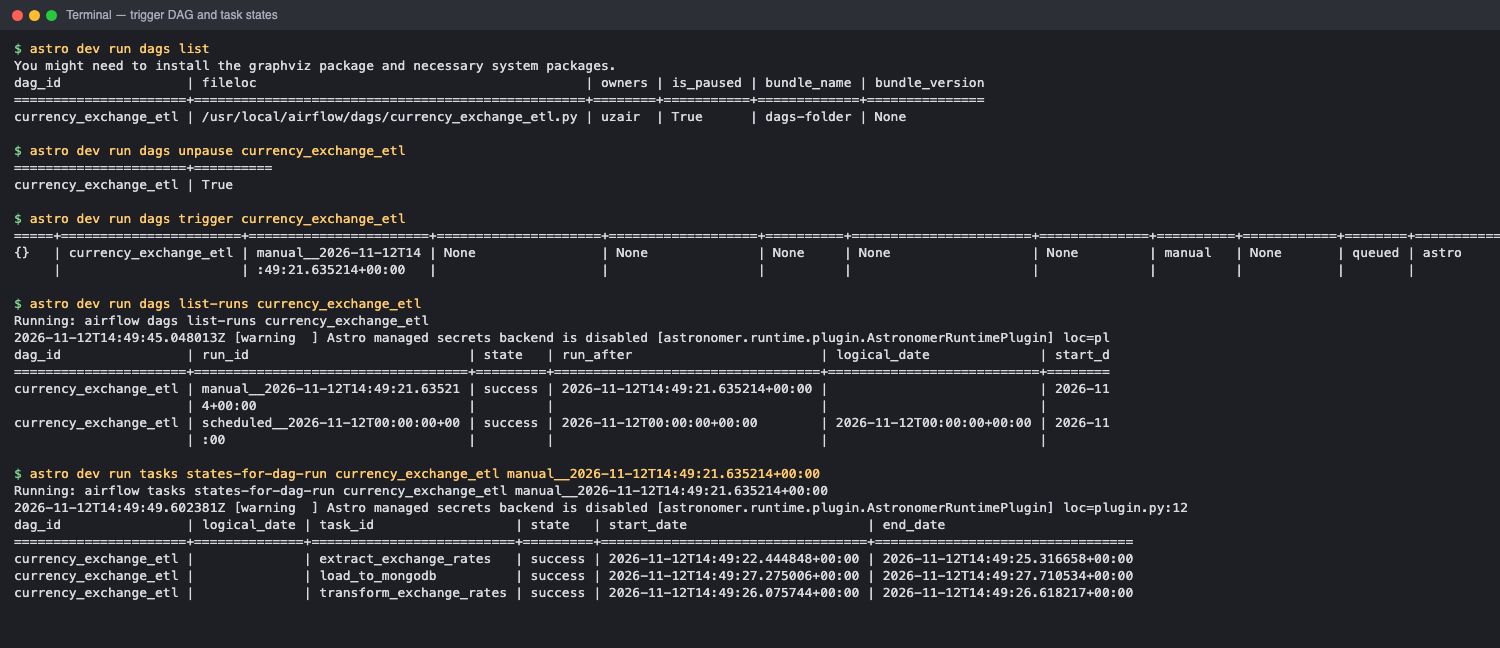 Terminal — trigger DAG and task states
$ astro dev run dags list
You might need to install the graphviz package and necessary system packages.
dag_id                | fileloc                                          | owners | is_paused | bundle_name | bundle_version
======================+==================================================+========+===========+=============+===============
currency_exchange_etl | /usr/local/airflow/dags/currency_exchange_etl.py | uzair  | True      | dags-folder | None
$ astro dev run dags unpause currency_exchange_etl
======================+==========
currency_exchange_etl | True
$ astro dev run dags trigger currency_exchange_etl
=====+=======================+=======================+=====================+===================+==========+=======================+==============+==========+============+========+===========
{}   | currency_exchange_etl | manual__2026-11-12T14 | None                | None              | None     | None                  | None         | manual   | None       | queued | astro
     |                       | :49:21.635214+00:00   |                     |                   |          |                       |              |          |            |        |
$ astro dev run dags list-runs currency_exchange_etl
Running: airflow dags list-runs currency_exchange_etl
2026-11-12T14:49:45.048013Z [warning  ] Astro managed secrets backend is disabled [astronomer.runtime.plugin.AstronomerRuntimePlugin] loc=pl
dag_id                | run_id                            | state   | run_after                        | logical_date              | start_d
======================+===================================+=========+==================================+===========================+========
currency_exchange_etl | manual__2026-11-12T14:49:21.63521 | success | 2026-11-12T14:49:21.635214+00:00 |                           | 2026-11
                      | 4+00:00                           |         |                                  |                           |
currency_exchange_etl | scheduled__2026-11-12T00:00:00+00 | success | 2026-11-12T00:00:00+00:00        | 2026-11-12T00:00:00+00:00 | 2026-11
                      | :00                               |         |                                  |                           |
$ astro dev run tasks states-for-dag-run currency_exchange_etl manual__2026-11-12T14:49:21.635214+00:00
Running: airflow tasks states-for-dag-run currency_exchange_etl manual__2026-11-12T14:49:21.635214+00:00
2026-11-12T14:49:49.602381Z [warning  ] Astro managed secrets backend is disabled [astronomer.runtime.plugin.AstronomerRuntimePlugin] loc=plugin.py:12
dag_id                | logical_date | task_id                  | state   | start_date                       | end_date
======================+==============+==========================+=========+==================================+=================================
currency_exchange_etl |              | extract_exchange_rates   | success | 2026-11-12T14:49:22.444848+00:00 | 2026-11-12T14:49:25.316658+00:00
currency_exchange_etl |              | load_to_mongodb          | success | 2026-11-12T14:49:27.275006+00:00 | 2026-11-12T14:49:27.710534+00:00
currency_exchange_etl |              | transform_exchange_rates | success | 2026-11-12T14:49:26.075744+00:00 | 2026-11-12T14:49:26.618217+00:00